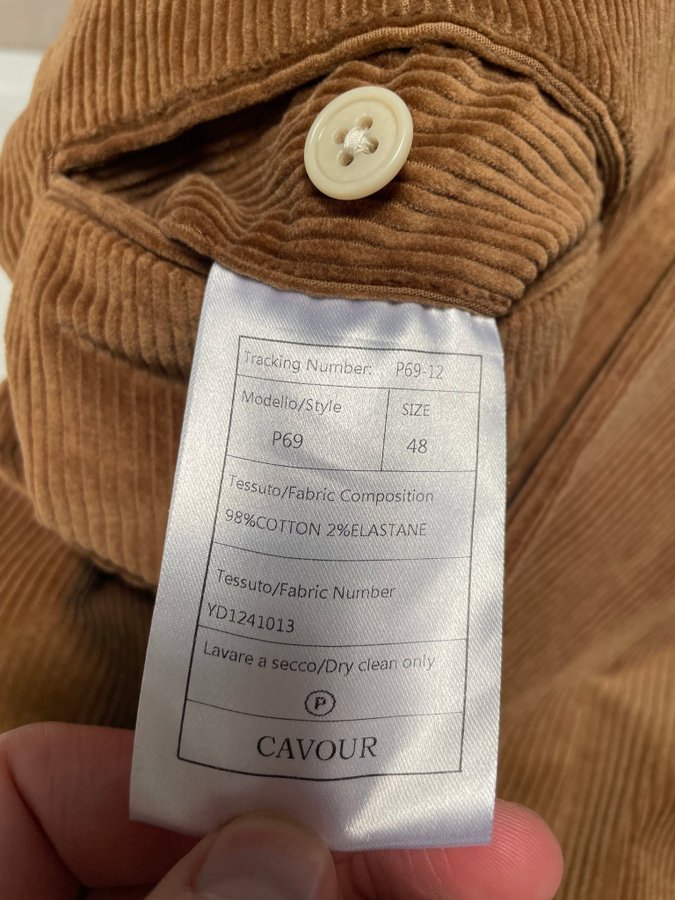 Tracking Number: P69-12
Modello/Style SIZE
P69 48
Tessuto/Fabric Composition
98%COTTON 2%ELASTANE
Tessuto/Fabric Number
YD1241013
Lavare a secco/Dry clean only
P
CAVOUR